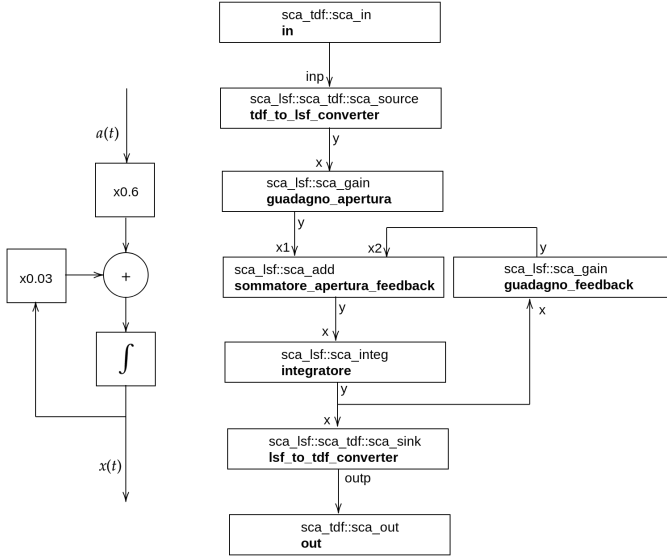 a(t)
x0.6
x0.03
+
∫
x(t)
sca_tdf::sca_in
in
inp
sca_lsf::sca_tdf::sca_source
tdf_to_lsf_converter
y
x
sca_lsf::sca_gain
guadagno_apertura
y
x1
x2
y
sca_lsf::sca_add
sommatore_apertura_feedback
sca_lsf::sca_gain
guadagno_feedback
y
x
x
sca_lsf::sca_integ
integratore
y
x
sca_lsf::sca_tdf::sca_sink
lsf_to_tdf_converter
outp
sca_tdf::sca_out
out